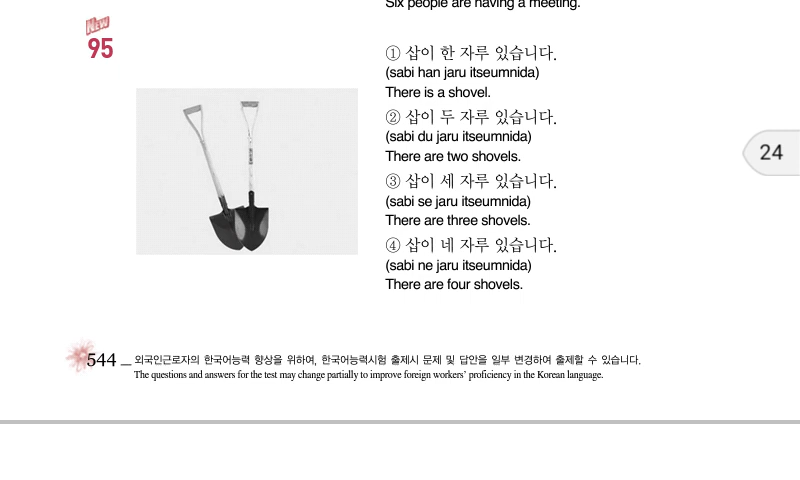 Six people are having a meeting.
NEW
95
① 삽이 한 자루 있습니다.
(sabi han jaru itseumnida)
There is a shovel.
② 삽이 두 자루 있습니다.
(sabi du jaru itseumnida)
There are two shovels.
③ 삽이 세 자루 있습니다.
(sabi se jaru itseumnida)
There are three shovels.
④ 삽이 네 자루 있습니다.
(sabi ne jaru itseumnida)
There are four shovels.
24
544 _ 외국인근로자의 한국어능력 향상을 위하여, 한국어능력시험 출제시 문제 및 답안을 일부 변경하여 출제할 수 있습니다.
The questions and answers for the test may change partially to improve foreign workers' proficiency in the Korean language.